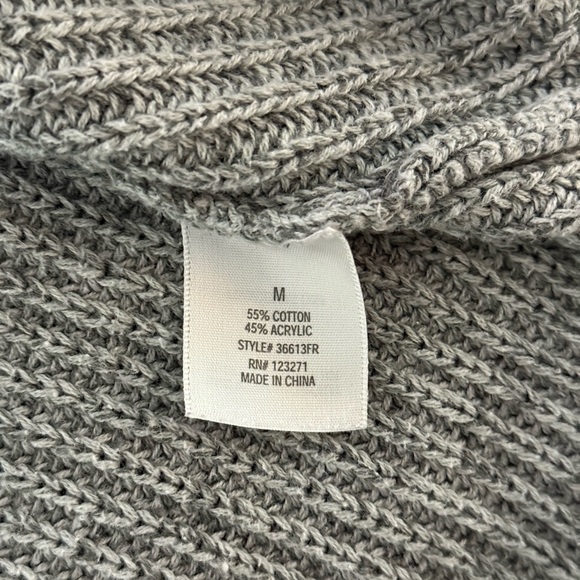 M
55% COTTON
45% ACRYLIC
STYLE# 36613FR
RN# 123271
MADE IN CHINA